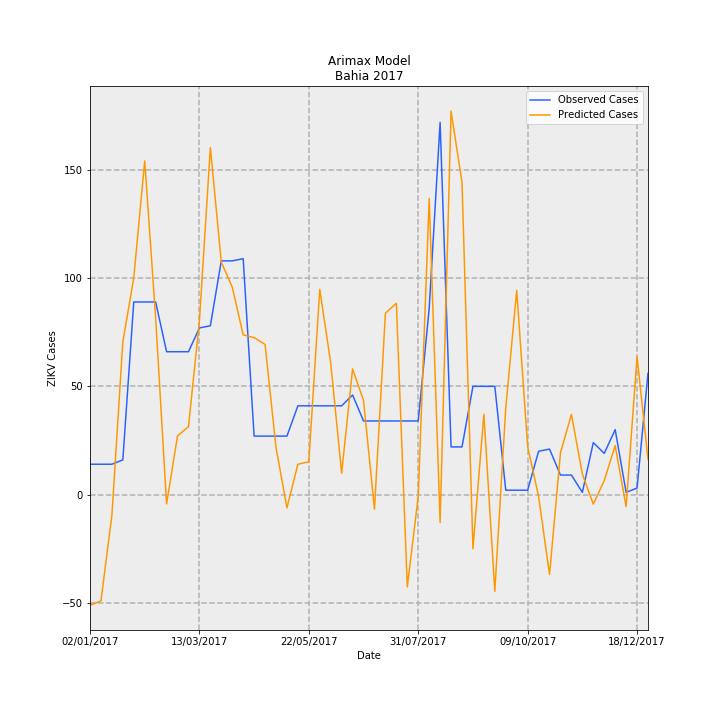 Arimax Model
Bahia 2017
Observed Cases
Predicted Cases
150
100
50
0
−50
ZIKV Cases
02/01/2017 13/03/2017 22/05/2017 31/07/2017 09/10/2017 18/12/2017
Date